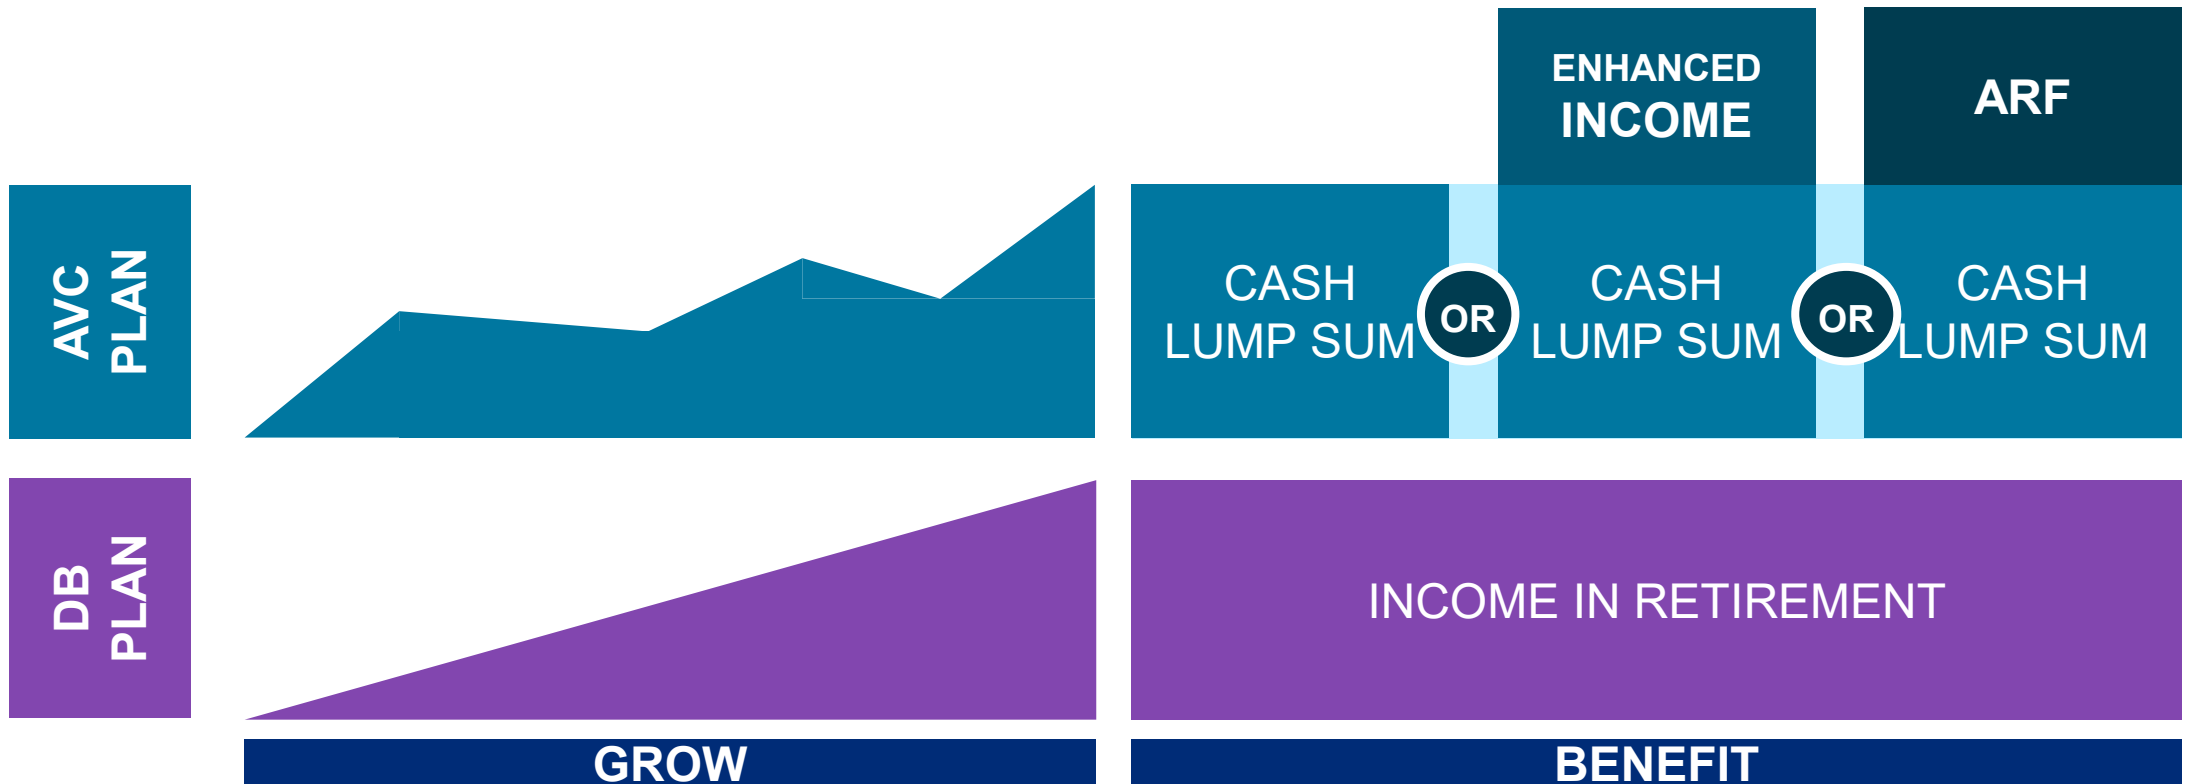 ENHANCED
INCOME
ARF
AVC
PLAN
CASH
LUMP SUM
OR
CASH
LUMP SUM
OR
CASH
LUMP SUM
DB
PLAN
INCOME IN RETIREMENT
GROW
BENEFIT